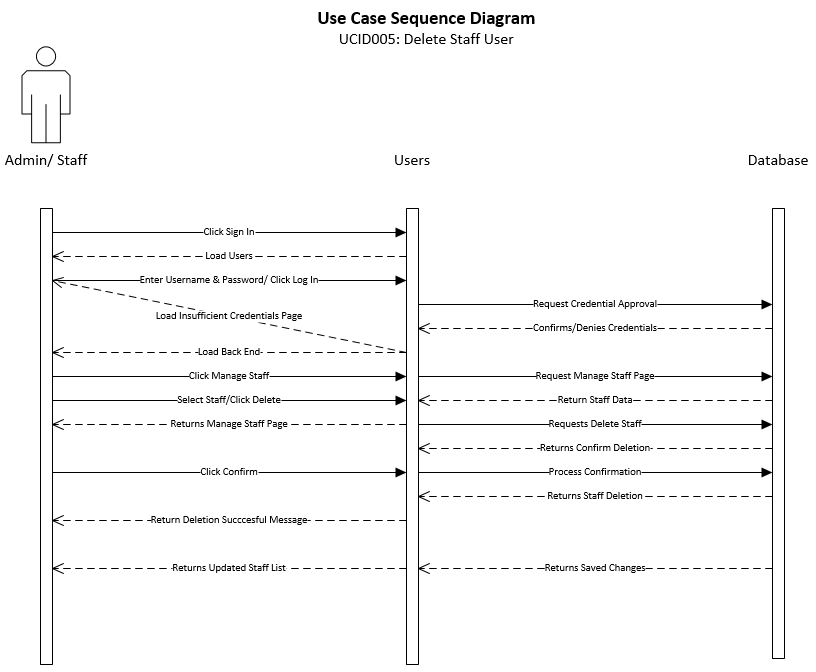 Use Case Sequence Diagram
UCID005: Delete Staff User
Admin/ Staff
Users
Database
Click Sign In
Load Users
Enter Username & Password/ Click Log In
Request Credential Approval
Load Insufficient Credentials Page
Confirms/Denies Credentials
Load Back End
Click Manage Staff
Request Manage Staff Page
Select Staff/Click Delete
Return Staff Data
Returns Manage Staff Page
Requests Delete Staff
Returns Confirm Deletion
Click Confirm
Process Confirmation
Returns Staff Deletion
Return Deletion Succcesful Message
Returns Updated Staff List
Returns Saved Changes